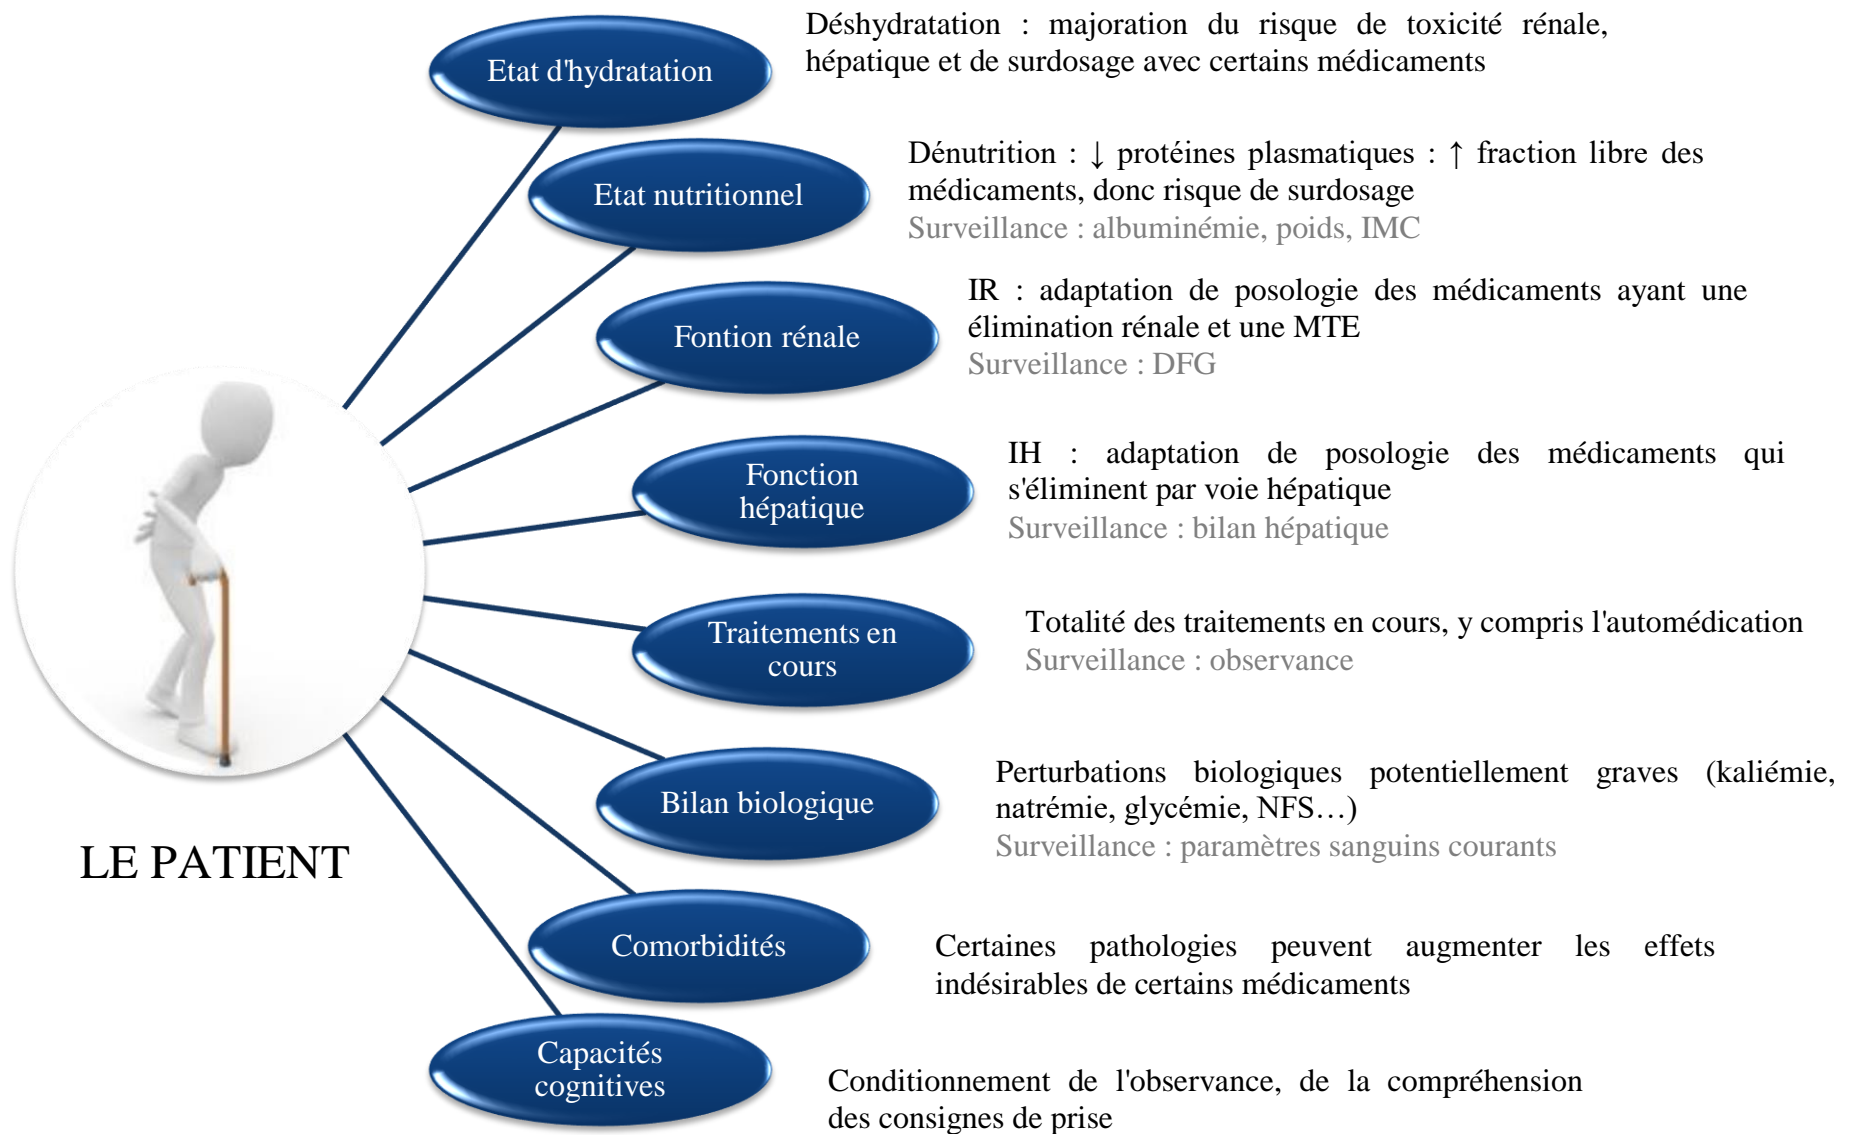 Etat d'hydratation
Déshydratation : majoration du risque de toxicité rénale,
hépatique et de surdosage avec certains médicaments
Etat nutritionnel
Dénutrition : ↓ protéines plasmatiques : ↑ fraction libre des
médicaments, donc risque de surdosage
Surveillance : albuminémie, poids, IMC
Fontion rénale
IR : adaptation de posologie des médicaments ayant une
élimination rénale et une MTE
Surveillance : DFG
Fonction
hépatique
IH : adaptation de posologie des médicaments qui
s'éliminent par voie hépatique
Surveillance : bilan hépatique
Traitements en
cours
Totalité des traitements en cours, y compris l'automédication
Surveillance : observance
Bilan biologique
Perturbations biologiques potentiellement graves (kaliémie,
natrémie, glycémie, NFS…)
Surveillance : paramètres sanguins courants
LE PATIENT
Comorbidités
Certaines pathologies peuvent augmenter les effets
indésirables de certains médicaments
Capacités
cognitives
Conditionnement de l'observance, de la compréhension
des consignes de prise